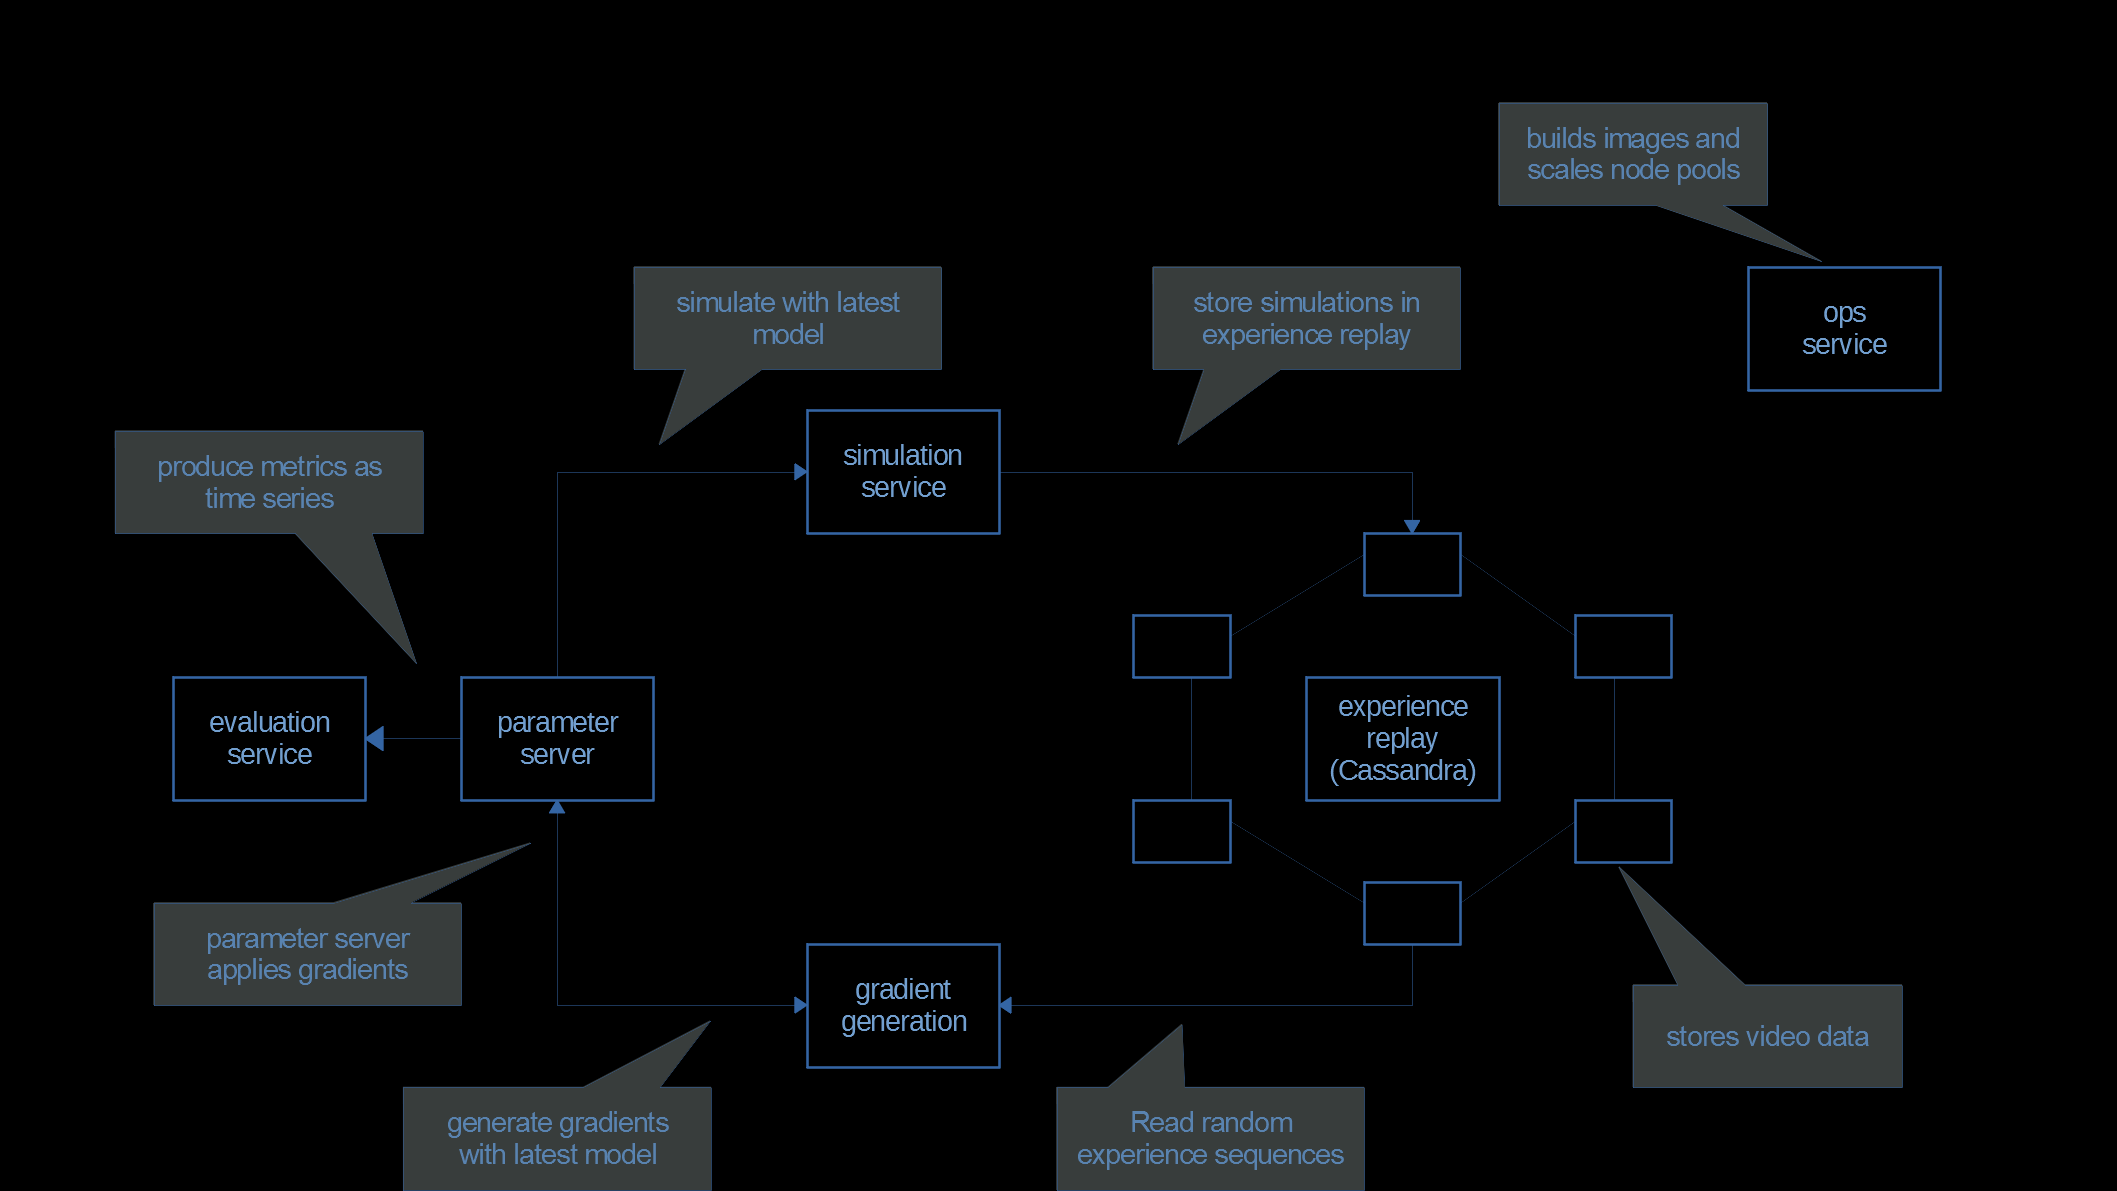 builds images and
scales node pools
simulate with latest
model
store simulations in
experience replay
ops
service
simulation
service
produce metrics as
time series
evaluation
service
parameter
server
experience
replay
(Cassandra)
parameter server
applies gradients
gradient
generation
stores video data
generate gradients
with latest model
Read random
experience sequences